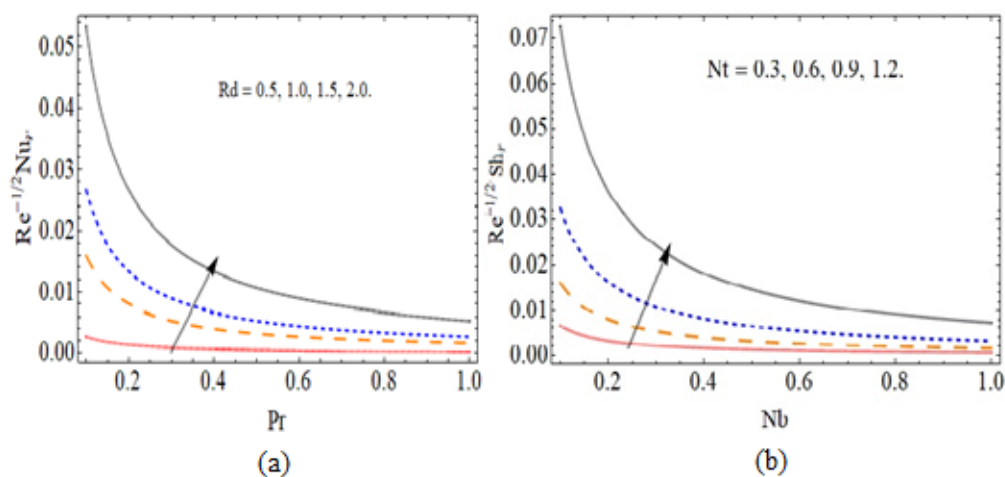 0.05
0.04
0.03
0.02
0.01
0.00
Re^{-1/2} Nu_r
Rd = 0.5, 1.0, 1.5, 2.0.
0.2 0.4 0.6 0.8 1.0
Pr
(a)
0.07
0.06
0.05
0.04
0.03
0.02
0.01
0.00
Re^{-1/2} Sh_r
Nt = 0.3, 0.6, 0.9, 1.2.
0.2 0.4 0.6 0.8 1.0
Nb
(b)